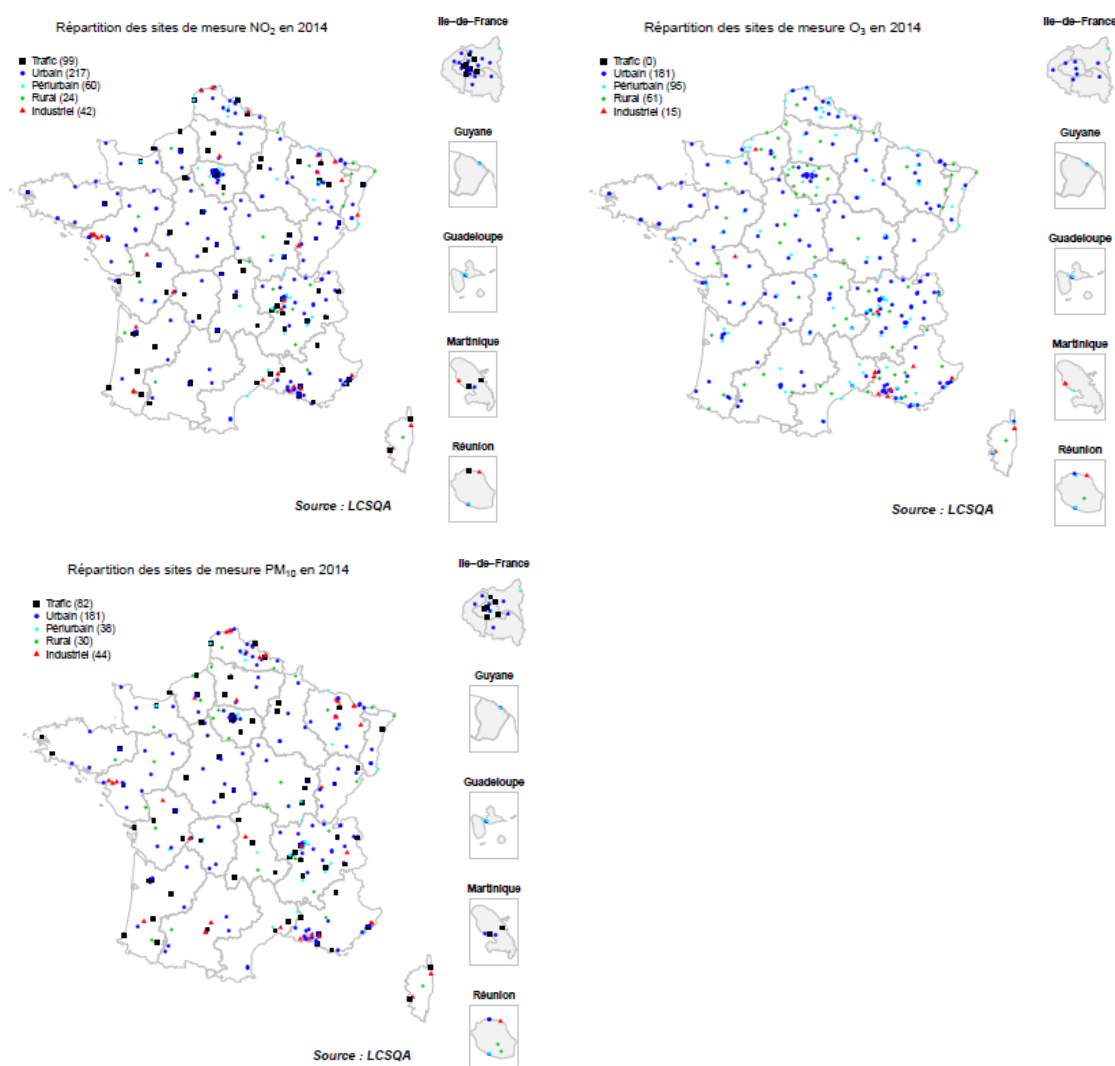 Répartition des sites de mesure NO₂ en 2014
Trafic (99)
Urbain (217)
Périurbain (60)
Rural (24)
Industriel (42)
Ile-de-France
Guyane
Guadeloupe
Martinique
Réunion
Source : LCSQA
Répartition des sites de mesure O₃ en 2014
Trafic (0)
Urbain (181)
Périurbain (95)
Rural (61)
Industriel (15)
Ile-de-France
Guyane
Guadeloupe
Martinique
Réunion
Source : LCSQA
Répartition des sites de mesure PM₁₀ en 2014
Trafic (82)
Urbain (181)
Périurbain (38)
Rural (30)
Industriel (44)
Ile-de-France
Guyane
Guadeloupe
Martinique
Réunion
Source : LCSQA